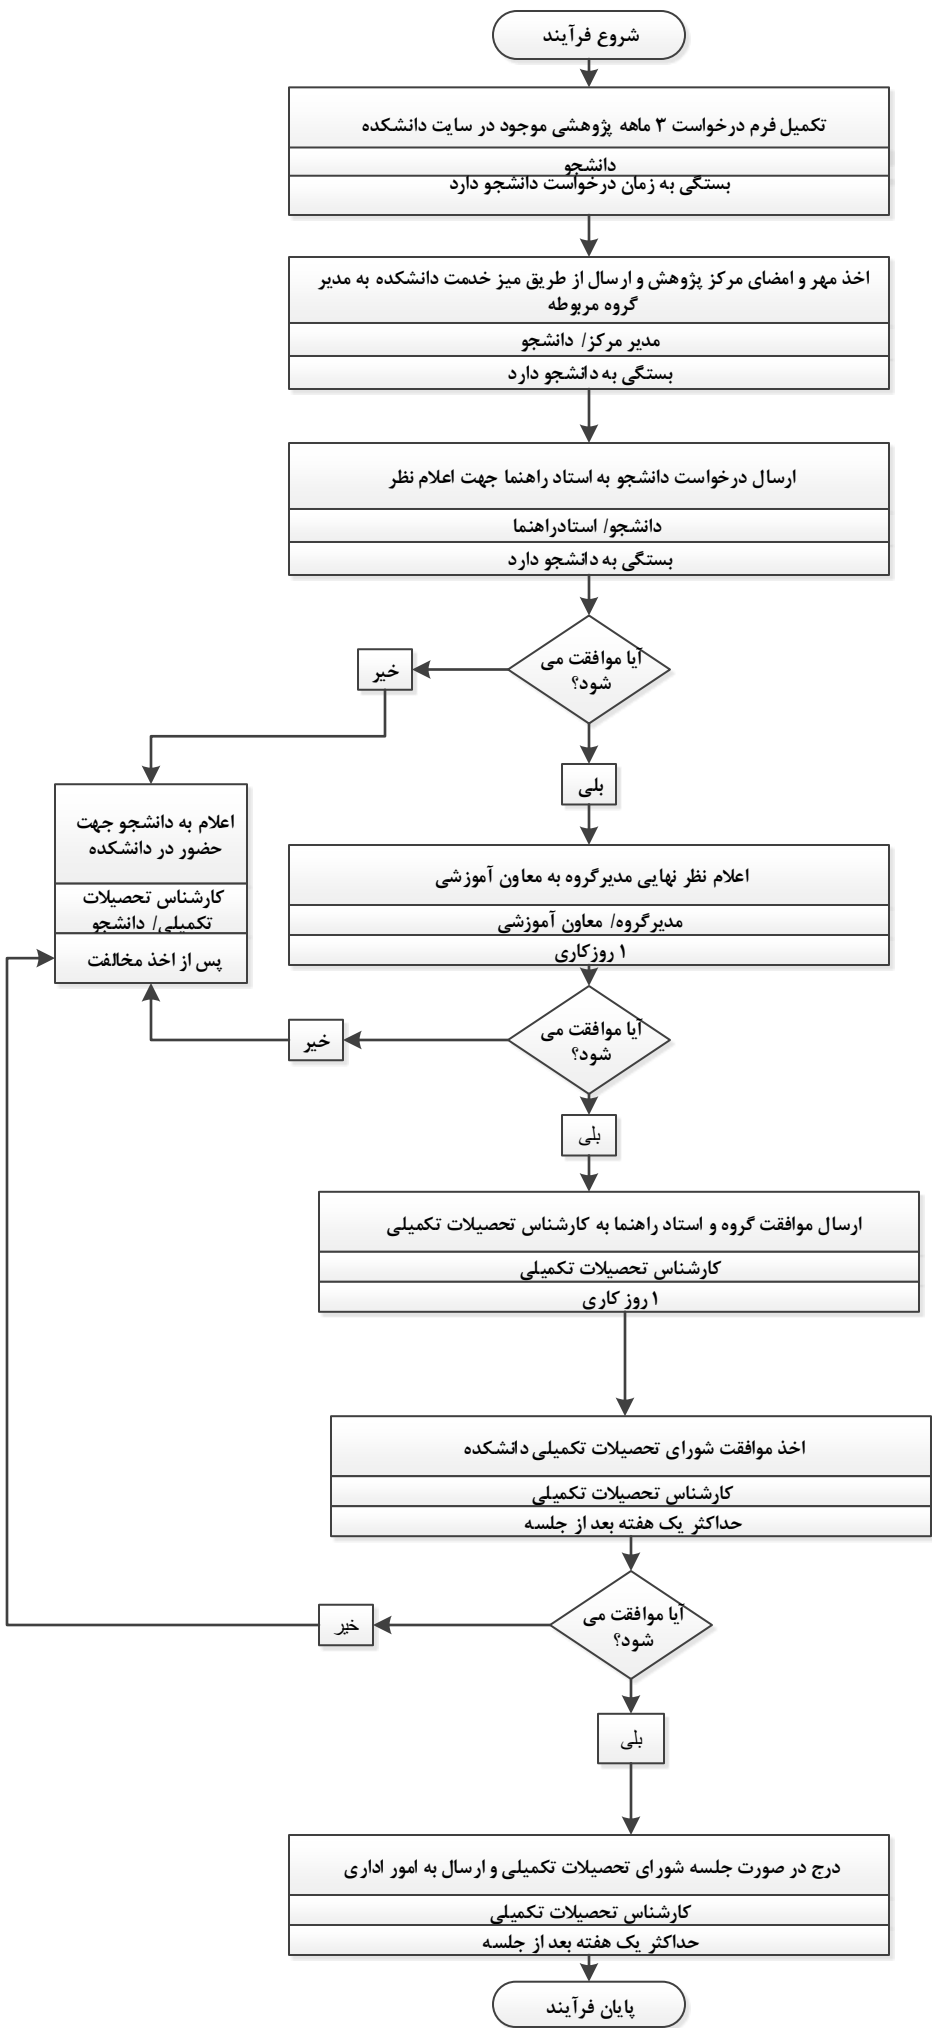 شروع فرآیند
تکمیل فرم درخواست ۳ ماهه پژوهشی موجود در سایت دانشکده
دانشجو
بستگی به زمان درخواست دانشجو دارد
اخذ مهر و امضای مرکز پژوهش و ارسال از طریق میز خدمت دانشکده به مدیر
گروه مربوطه
مدیر مرکز/ دانشجو
بستگی به دانشجو دارد
ارسال درخواست دانشجو به استاد راهنما جهت اعلام نظر
دانشجو/ استادراهنما
بستگی به دانشجو دارد
آیا موافقت می
شود؟
خیر
بلی
اعلام به دانشجو جهت
حضور در دانشکده
کارشناس تحصیلات
تکمیلی/ دانشجو
پس از اخذ مخالفت
اعلام نظر نهایی مدیرگروه به معاون آموزشی
مدیرگروه/ معاون آموزشی
۱ روزکاری
آیا موافقت می
شود؟
خیر
بلی
ارسال موافقت گروه و استاد راهنما به کارشناس تحصیلات تکمیلی
کارشناس تحصیلات تکمیلی
۱ روز کاری
اخذ موافقت شورای تحصیلات تکمیلی دانشکده
کارشناس تحصیلات تکمیلی
حداکثر یک هفته بعد از جلسه
آیا موافقت می
شود؟
خیر
بلی
درج در صورت جلسه شورای تحصیلات تکمیلی و ارسال به امور اداری
کارشناس تحصیلات تکمیلی
حداکثر یک هفته بعد از جلسه
پایان فرآیند